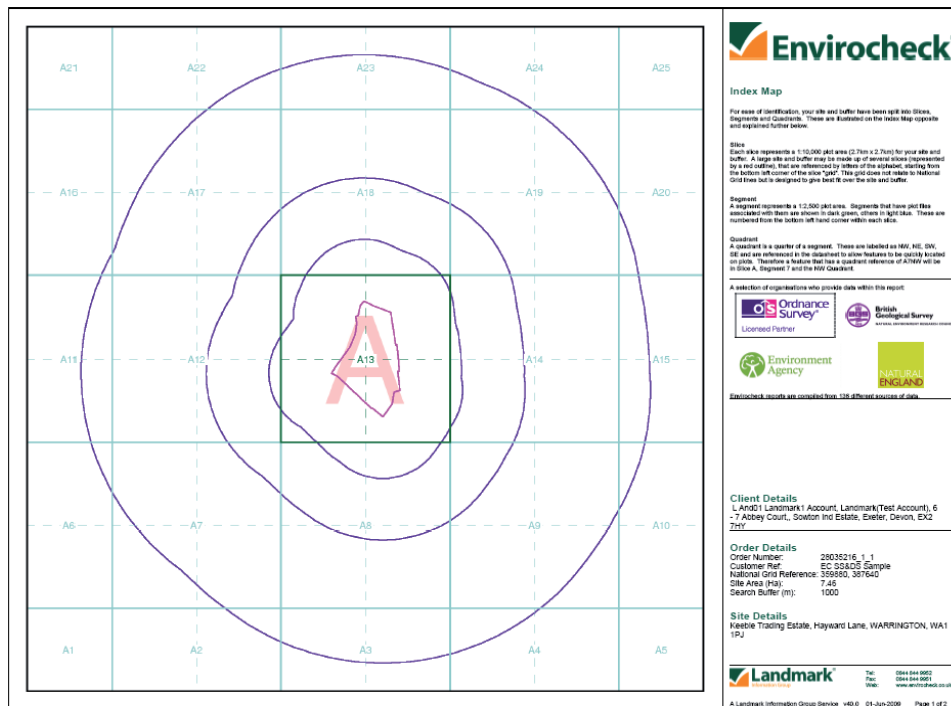 A21 A22 A23 A24 A25
A16 A17 A18 A19 A20
A11 A12 A13 A14 A15
A
A6 A7 A8 A9 A10
A1 A2 A3 A4 A5
Envirocheck
Index Map
For ease of identification, your site and buffer have been split into Slices,
Segments and Quadrants. These are illustrated on the Index Map opposite
and explained further below.
Slice
Each slice represents a 1:10,000 plot area (2.7km x 2.7km) for your site and
buffer. A large site and buffer may be made up of several slices (represented
by a red outline), that are referenced by letters of the alphabet, starting from
the bottom left corner of the slice "grid". This grid does not relate to National
Grid lines but is designed to give best fit over the site and buffer.
Segment
A segment represents a 1:2,500 plot area. Segments that have plot files
associated with them are shown in dark green, others in light blue. These are
numbered from the bottom left hand corner within each slice.
Quadrant
A quadrant is a quarter of a segment. These are labelled as NW, NE, SW,
SE and are referenced in the datasheet to allow features to be quickly located
on plots. Therefore a feature that has a quadrant reference of A7NW will be
in Slice A, Segment 7 and the NW Quadrant.
A selection of organisations who provide data within this report:
OS Ordnance
Survey®
Licensed Partner
British
Geological Survey
NATURAL ENVIRONMENT RESEARCH
Environment
Agency
NATURAL
ENGLAND
Envirocheck reports are compiled from 136 different sources of data.
Client Details
L And01 Landmark1 Account, Landmark(Test Account), 6
- 7 Abbey Court,, Sowton Ind Estate, Exeter, Devon, EX2
7HY
Order Details
Order Number: 28035216_1_1
Customer Ref: EC SS&DS Sample
National Grid Reference: 359880, 387640
Site Area (Ha): 7.46
Search Buffer (m): 1000
Site Details
Keeble Trading Estate, Hayward Lane, WARRINGTON, WA1
1PJ
Landmark®
Information Group
Tel: 0844 844 9952
Fax: 0844 844 9951
Web: www.envirocheck.co.uk
A Landmark Information Group Service v40.0 01-Jun-2009 Page 1 of 2